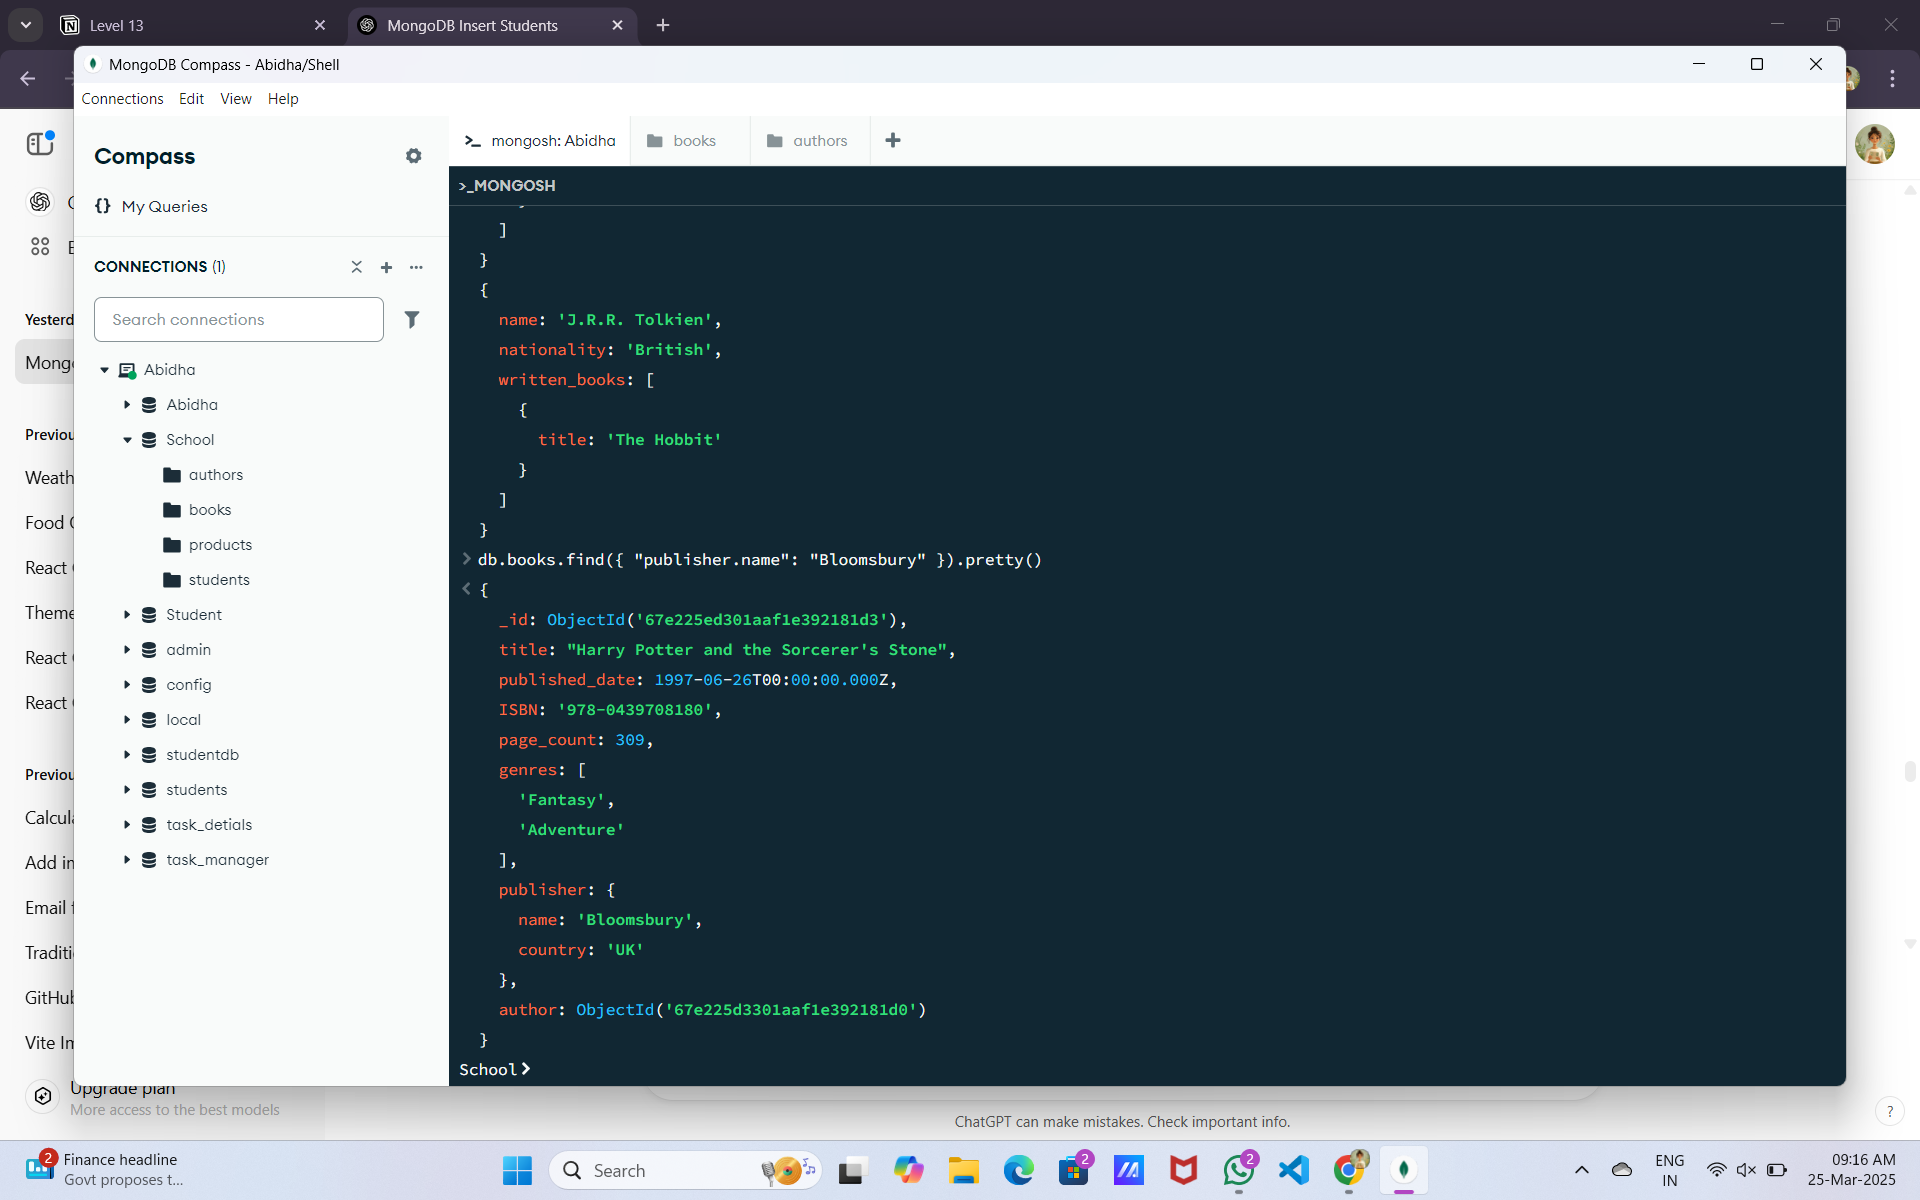 Level 13
MongoDB Insert Students
MongoDB Compass - Abidha/Shell
Connections Edit View Help
Compass
My Queries
CONNECTIONS (1)
Search connections
Abidha
Abidha
School
authors
books
products
students
Student
admin
config
local
studentdb
students
task_detials
task_manager
mongosh: Abidha
books
authors
>_MONGOSH
]
}
{
name: 'J.R.R. Tolkien',
nationality: 'British',
written_books: [
{
title: 'The Hobbit'
}
]
}
> db.books.find({ "publisher.name": "Bloomsbury" }).pretty()
< {
_id: ObjectId('67e225ed301aaf1e392181d3'),
title: "Harry Potter and the Sorcerer's Stone",
published_date: 1997-06-26T00:00:00.000Z,
ISBN: '978-0439708180',
page_count: 309,
genres: [
'Fantasy',
'Adventure'
],
publisher: {
name: 'Bloomsbury',
country: 'UK'
},
author: ObjectId('67e225d3301aaf1e392181d0')
}
School>
Yesterd
Mongo
Previou
Weath
Food
React
Theme
React
React
Previou
Calcula
Add in
Email
Traditi
GitHub
Vite In
Upgrade plan
More access to the best models
ChatGPT can make mistakes. Check important info.
?
2
Finance headline
Govt proposes t...
Search
2
2
ENG
IN
09:16 AM
25-Mar-2025